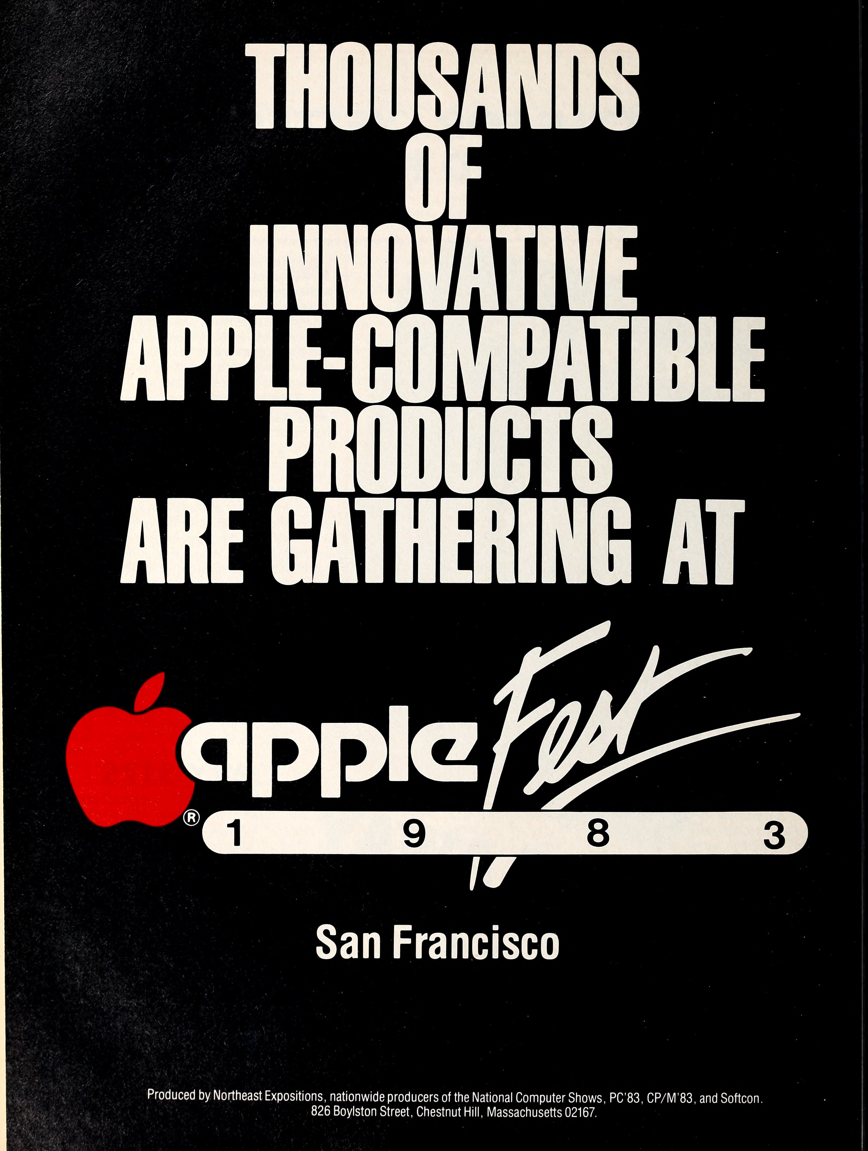 THOUSANDS
OF
INNOVATIVE
APPLE-COMPATIBLE
PRODUCTS
ARE GATHERING AT
apple Fest
®
1 9 8 3
San Francisco
Produced by Northeast Expositions, nationwide producers of the National Computer Shows, PC'83, CP/M'83, and Softcon.
826 Boylston Street, Chestnut Hill, Massachusetts 02167.